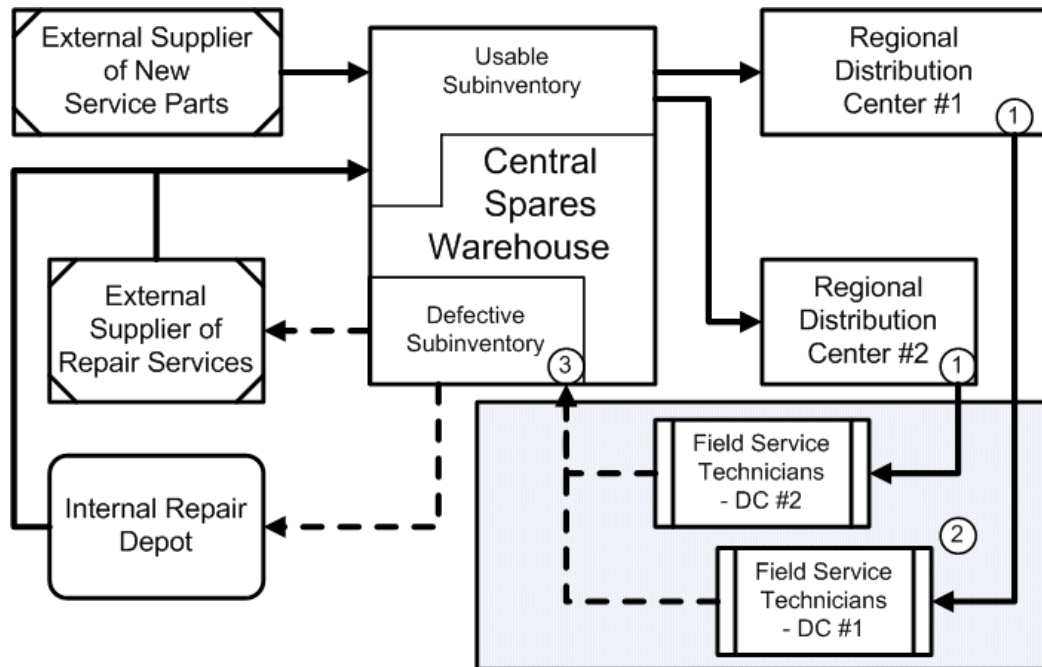 External Supplier
of New
Service Parts
Usable
Subinventory
Regional
Distribution
Center #1
1
Central
Spares
Warehouse
External
Supplier of
Repair Services
Defective
Subinventory
3
Regional
Distribution
Center #2
1
Field Service
Technicians
- DC #2
Internal Repair
Depot
2
Field Service
Technicians
- DC #1